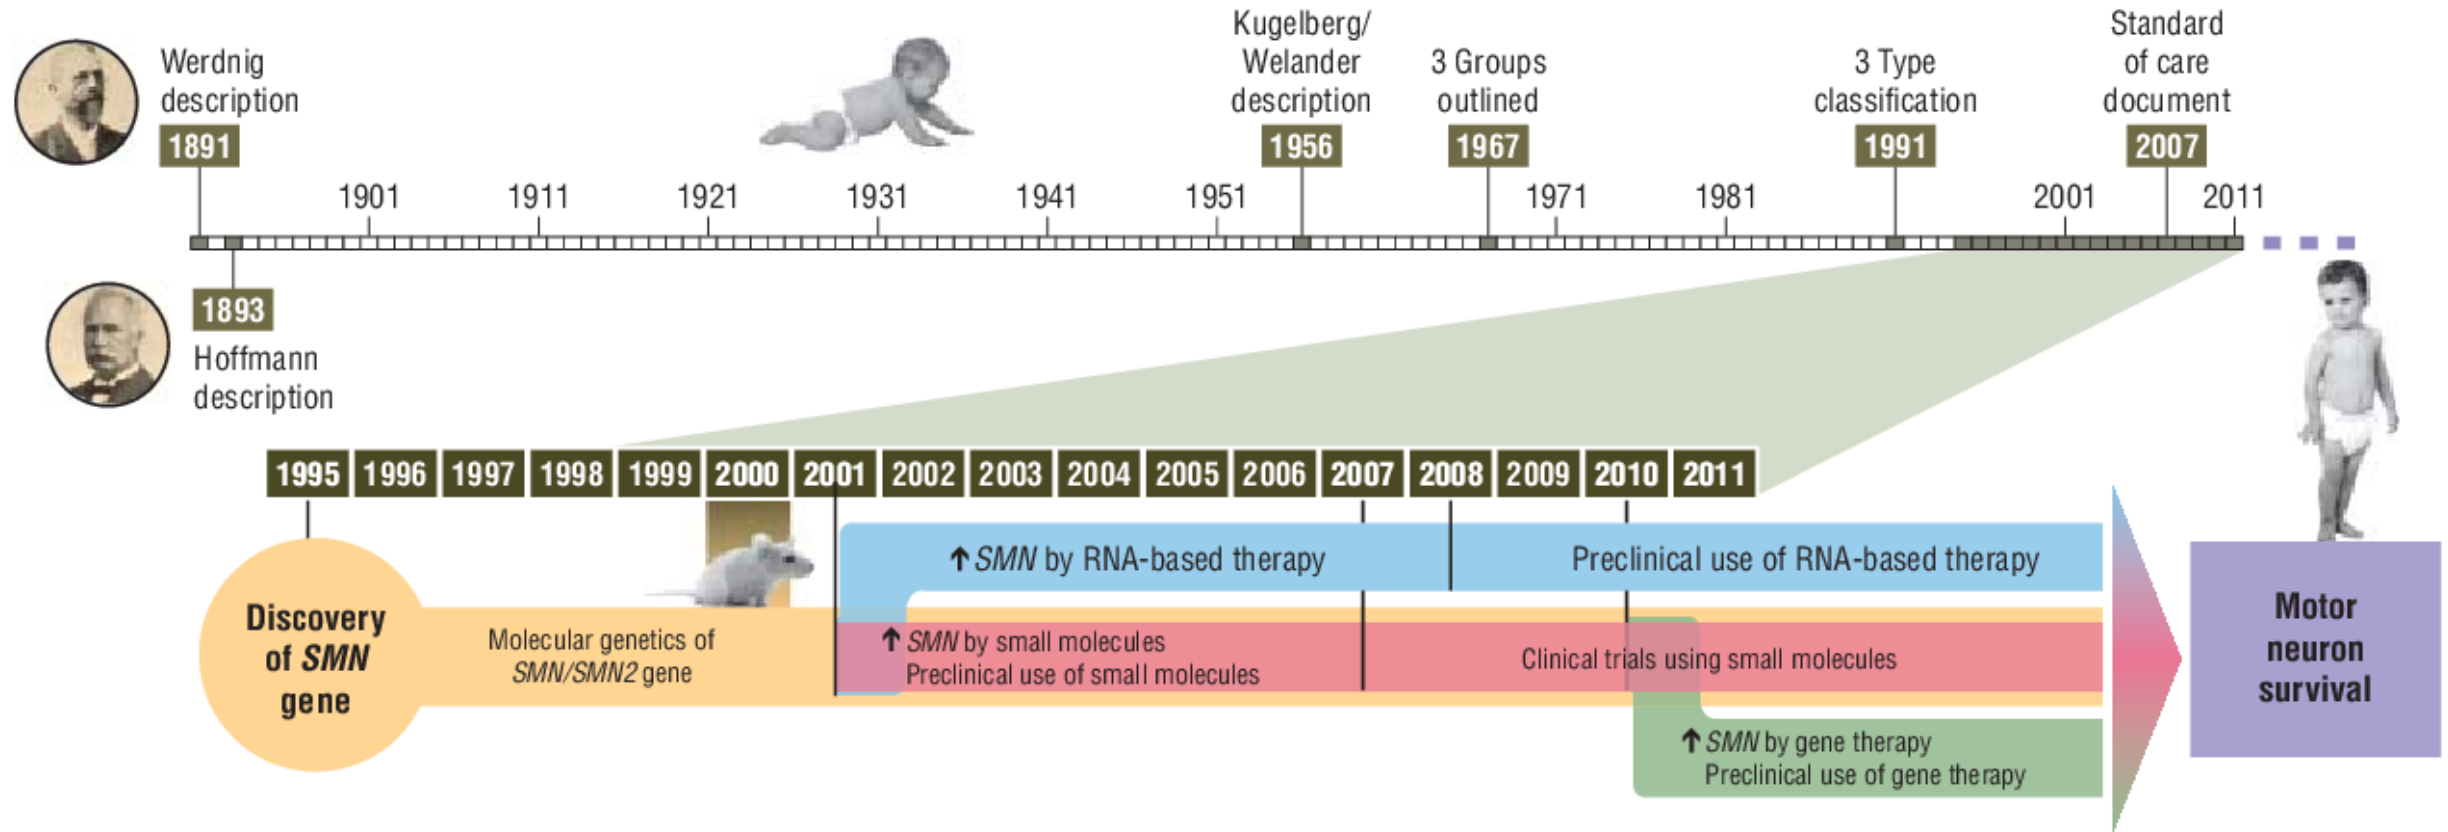 Werdnig
description
1891
Kugelberg/
Welander
description
1956
3 Groups
outlined
1967
3 Type
classification
1991
Standard
of care
document
2007
1901 1911 1921 1931 1941 1951 1971 1981 2001 2011
1893
Hoffmann
description
1995 1996 1997 1998 1999 2000 2001 2002 2003 2004 2005 2006 2007 2008 2009 2010 2011
Discovery
of SMN
gene
Molecular genetics of
SMN/SMN2 gene
↑ SMN by RNA-based therapy
Preclinical use of RNA-based therapy
↑ SMN by small molecules
Preclinical use of small molecules
Clinical trials using small molecules
↑ SMN by gene therapy
Preclinical use of gene therapy
Motor
neuron
survival